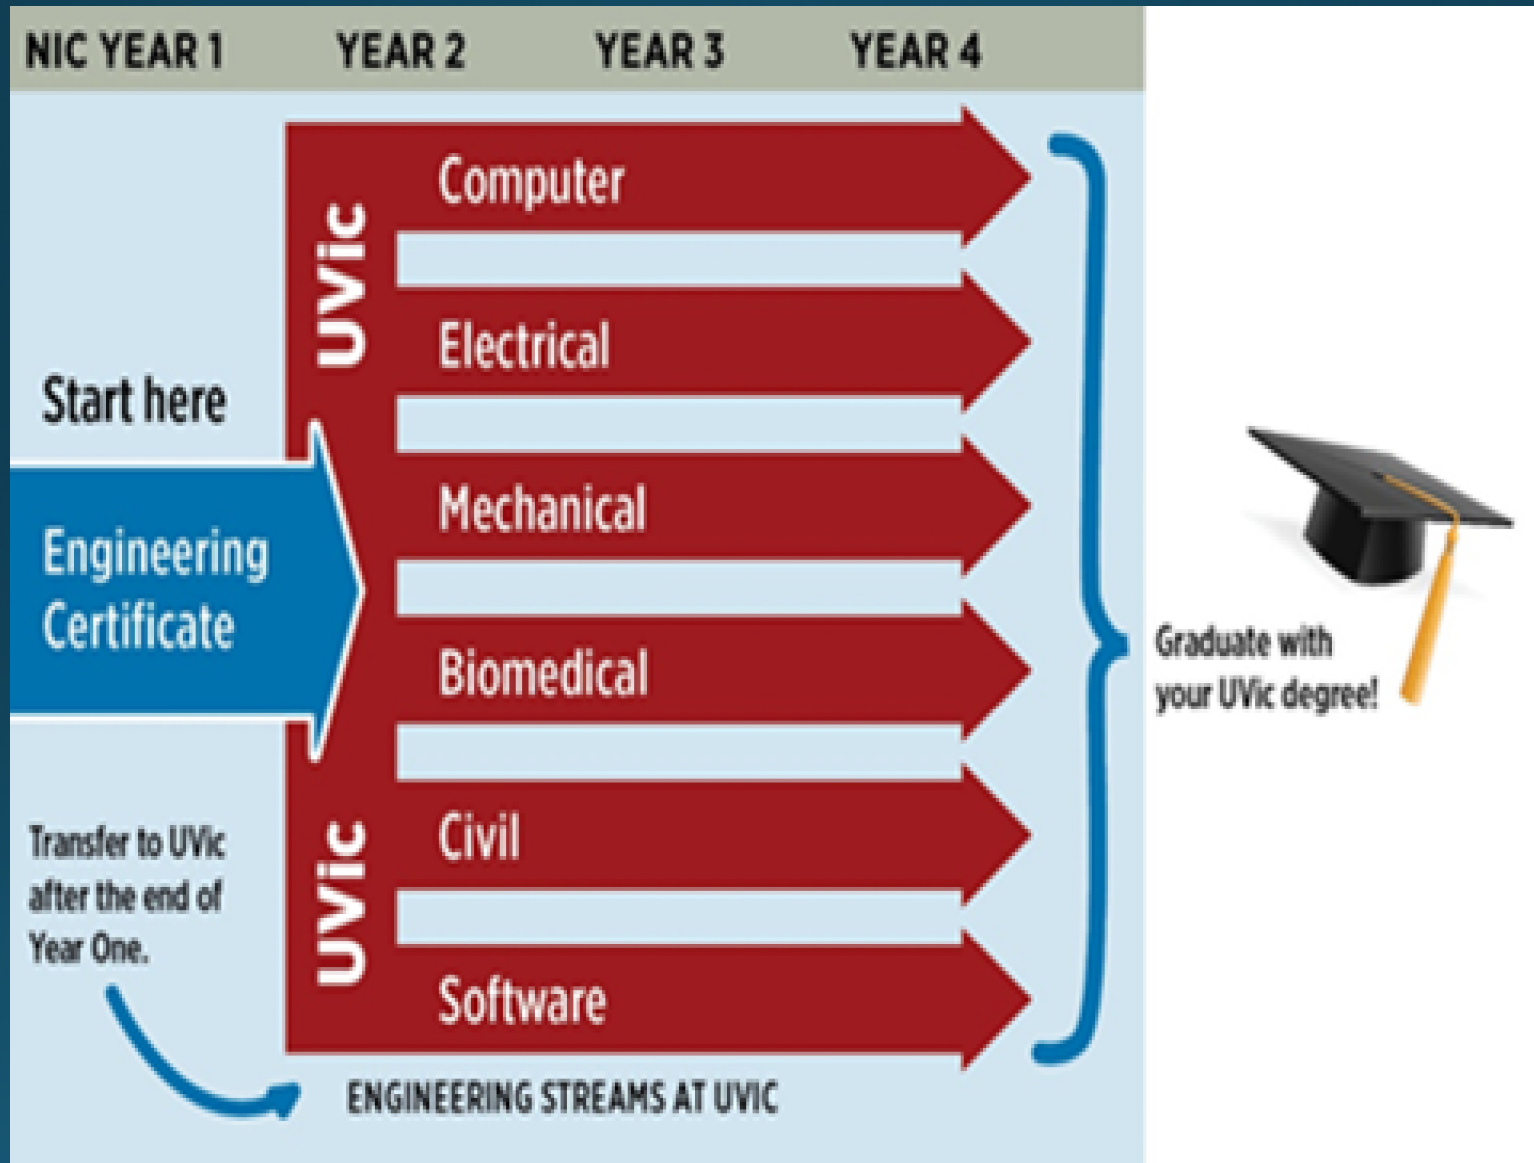 NIC YEAR 1 YEAR 2 YEAR 3 YEAR 4
Start here
Engineering
Certificate
Transfer to UVic
after the end of
Year One.
UVic
UVic
Computer
Electrical
Mechanical
Biomedical
Civil
Software
ENGINEERING STREAMS AT UVIC
Graduate with
your UVic degree!